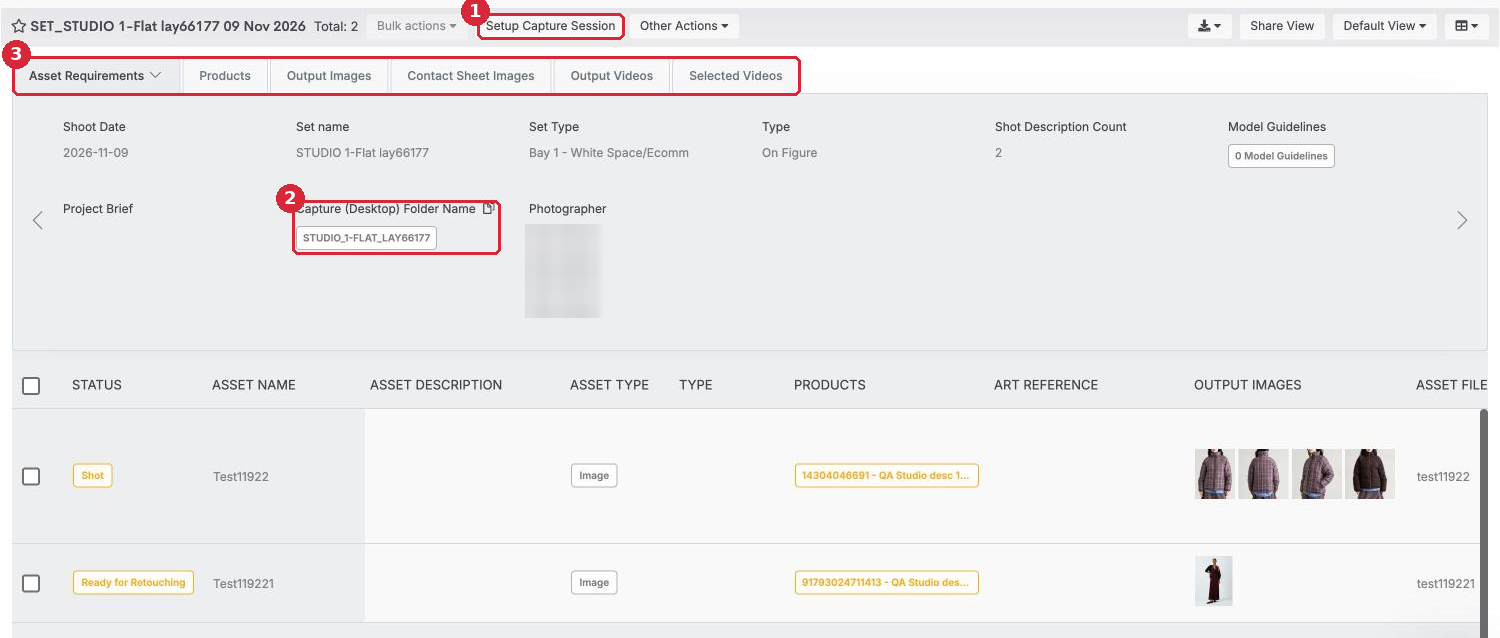 1
SET_STUDIO 1-Flat lay66177 09 Nov 2026 Total: 2 Bulk actions Setup Capture Session Other Actions Share View Default View
3
Asset Requirements Products Output Images Contact Sheet Images Output Videos Selected Videos
Shoot Date Set name Set Type Type Shot Description Count Model Guidelines
2026-11-09 STUDIO 1-Flat lay66177 Bay 1 - White Space/Ecomm On Figure 2 0 Model Guidelines
2
Project Brief Capture (Desktop) Folder Name Photographer
STUDIO_1-FLAT_LAY66177
STATUS ASSET NAME ASSET DESCRIPTION ASSET TYPE TYPE PRODUCTS ART REFERENCE OUTPUT IMAGES ASSET FILE
Shot Test11922 Image 14304046691 - QA Studio desc 1... test11922
Ready for Retouching Test119221 Image 91793024711413 - QA Studio des... test119221